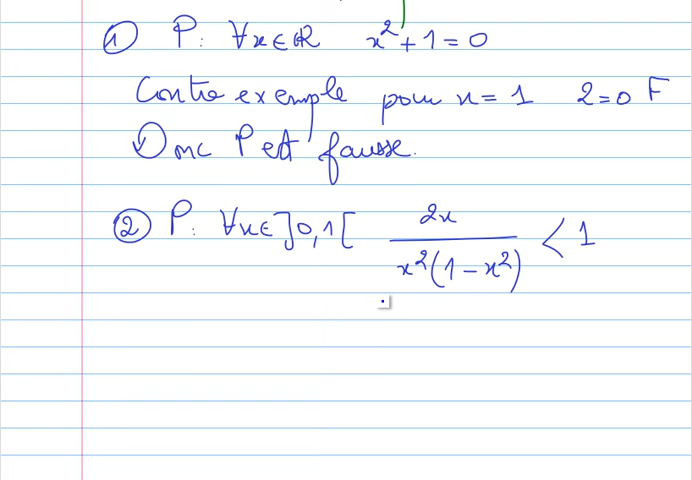 ① P: ∀x∈ℝ x²+1=0
Contre exemple pour x=1 2=0 F
Donc P est fausse.
② P: ∀x∈]0,1[ 2x/(x²(1-x²)) < 1